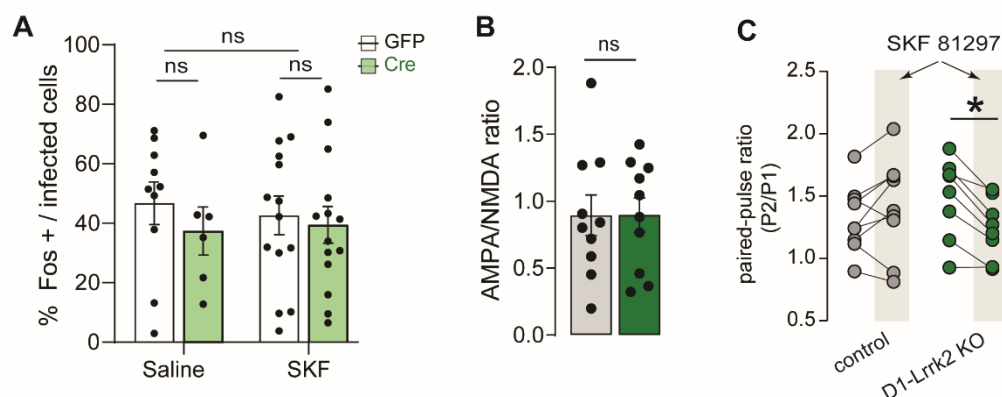 A
% Fos + / infected cells
100
80
60
40
20
0
ns
ns
ns
GFP
Cre
Saline
SKF
B
AMPA/NMDA ratio
2.0
1.5
1.0
0.5
0.0
ns
C
SKF 81297
paired-pulse ratio
(P2/P1)
2.5
2.0
1.5
1.0
0.5
*
control
D1-Lrrk2 KO